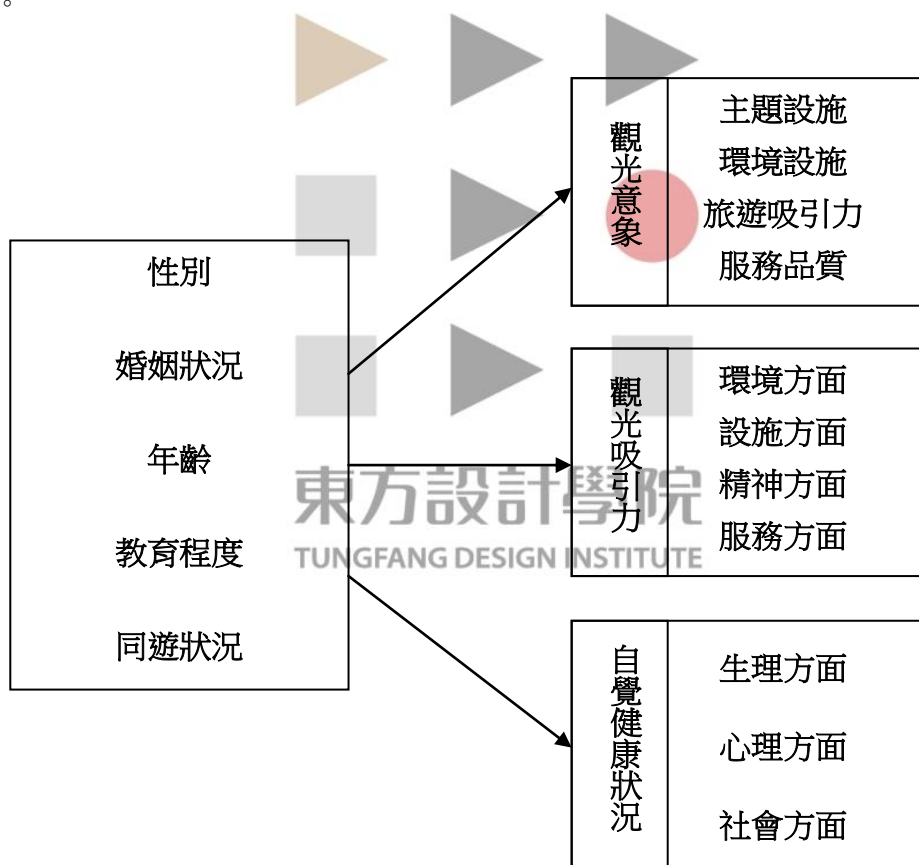 。
性別
婚姻狀況
年齡
教育程度
同遊狀況
觀光意象
主題設施
環境設施
旅遊吸引力
服務品質
觀光吸引力
環境方面
設施方面
精神方面
服務方面
自覺健康狀況
生理方面
心理方面
社會方面
東方設計學院
TUNGFANG DESIGN INSTITUTE